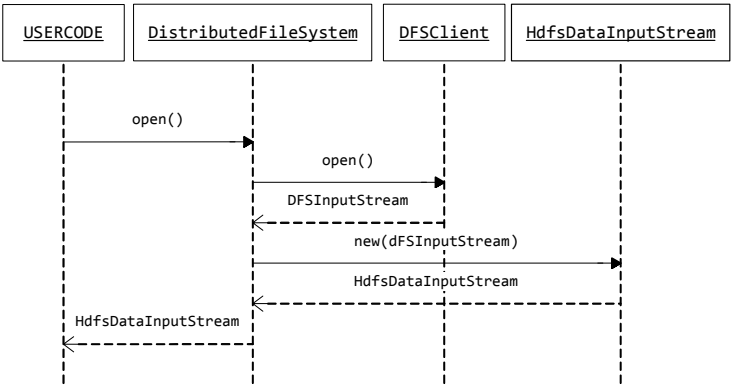 USERCODE
DistributedFileSystem
DFSClient
HdfsDataInputStream
open()
open()
DFSInputStream
new(dFSInputStream)
HdfsDataInputStream
HdfsDataInputStream